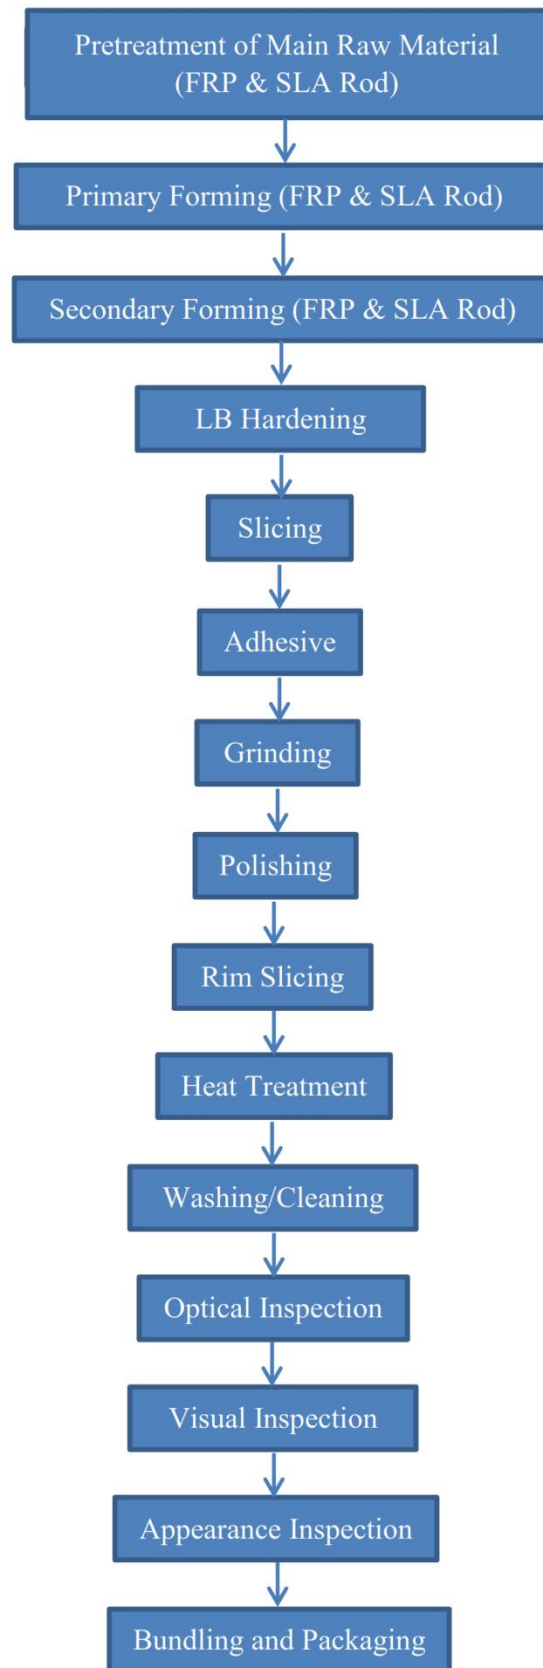 Pretreatment of Main Raw Material
(FRP & SLA Rod)
Primary Forming (FRP & SLA Rod)
Secondary Forming (FRP & SLA Rod)
LB Hardening
Slicing
Adhesive
Grinding
Polishing
Rim Slicing
Heat Treatment
Washing/Cleaning
Optical Inspection
Visual Inspection
Appearance Inspection
Bundling and Packaging